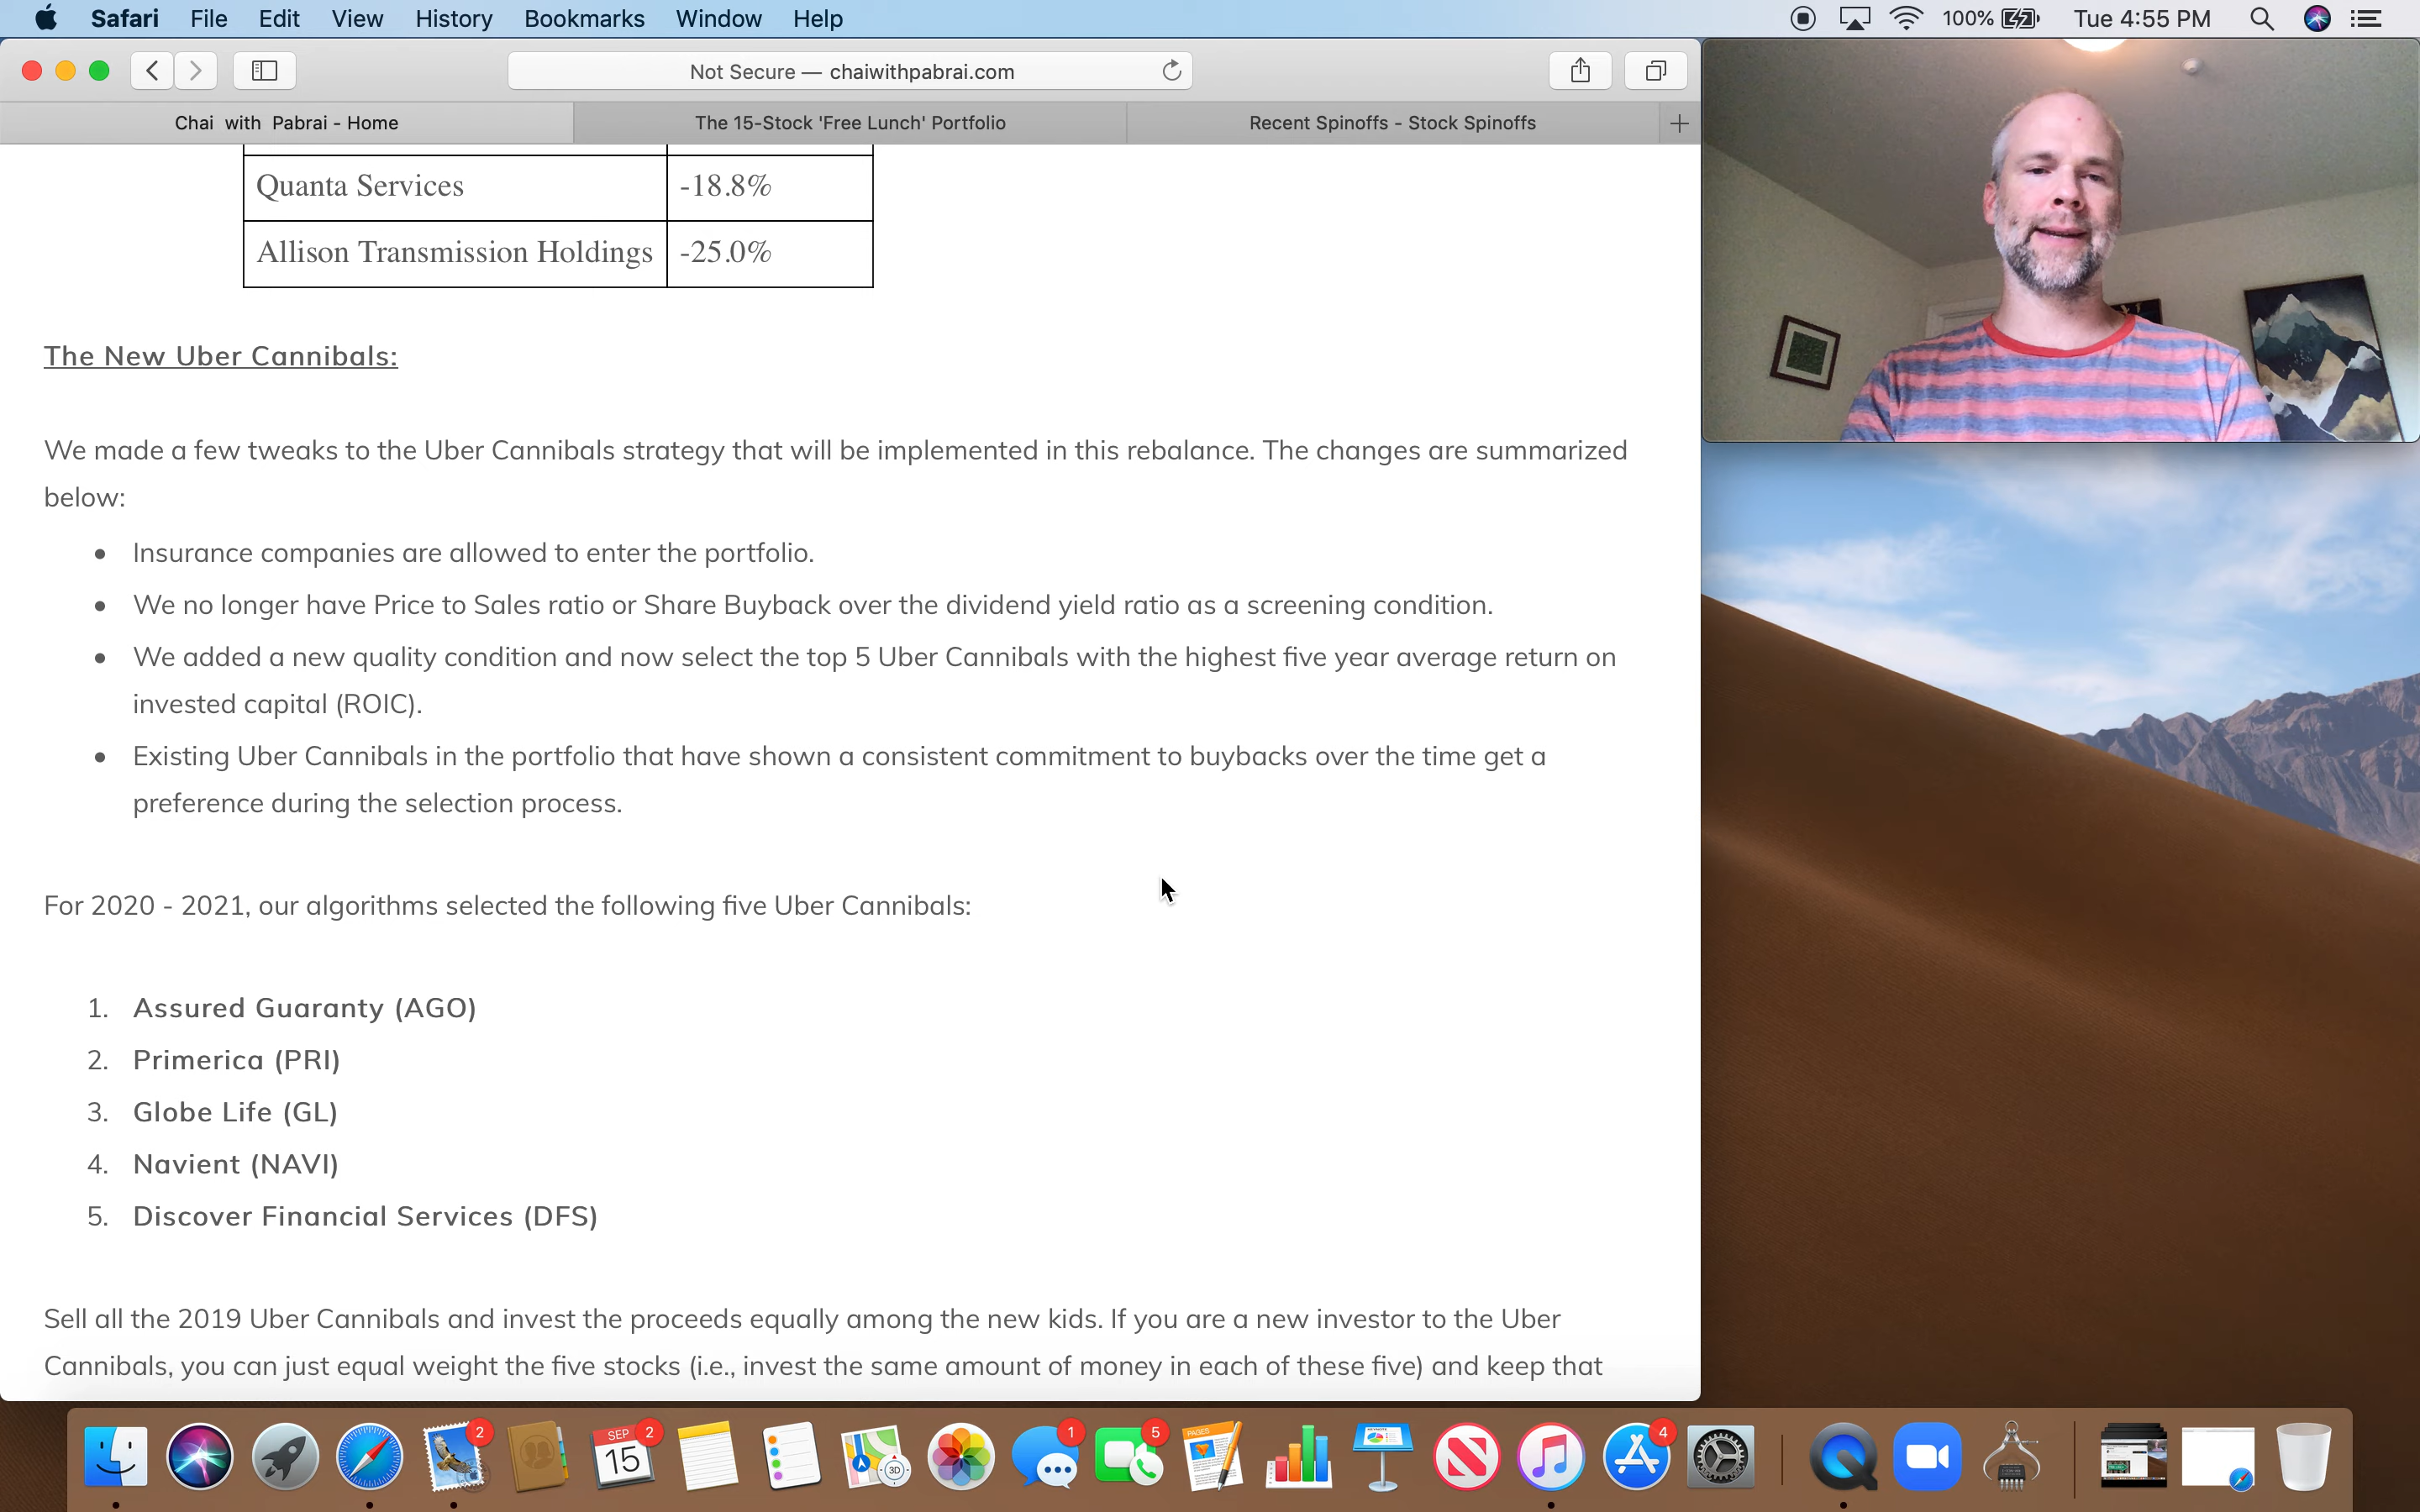 Safari File Edit View History Bookmarks Window Help 100% Tue 4:55 PM
Not Secure — chaiwithpabrai.com
Chai with Pabrai - Home The 15-Stock 'Free Lunch' Portfolio Recent Spinoffs - Stock Spinoffs
Quanta Services -18.8%
Allison Transmission Holdings -25.0%
The New Uber Cannibals:
We made a few tweaks to the Uber Cannibals strategy that will be implemented in this rebalance. The changes are summarized
below:
• Insurance companies are allowed to enter the portfolio.
• We no longer have Price to Sales ratio or Share Buyback over the dividend yield ratio as a screening condition.
• We added a new quality condition and now select the top 5 Uber Cannibals with the highest five year average return on
invested capital (ROIC).
• Existing Uber Cannibals in the portfolio that have shown a consistent commitment to buybacks over the time get a
preference during the selection process.
For 2020 - 2021, our algorithms selected the following five Uber Cannibals:
1. Assured Guaranty (AGO)
2. Primerica (PRI)
3. Globe Life (GL)
4. Navient (NAVI)
5. Discover Financial Services (DFS)
Sell all the 2019 Uber Cannibals and invest the proceeds equally among the new kids. If you are a new investor to the Uber
Cannibals, you can just equal weight the five stocks (i.e., invest the same amount of money in each of these five) and keep that
2 SEP 2 15 3D 1 5 PAGES 4